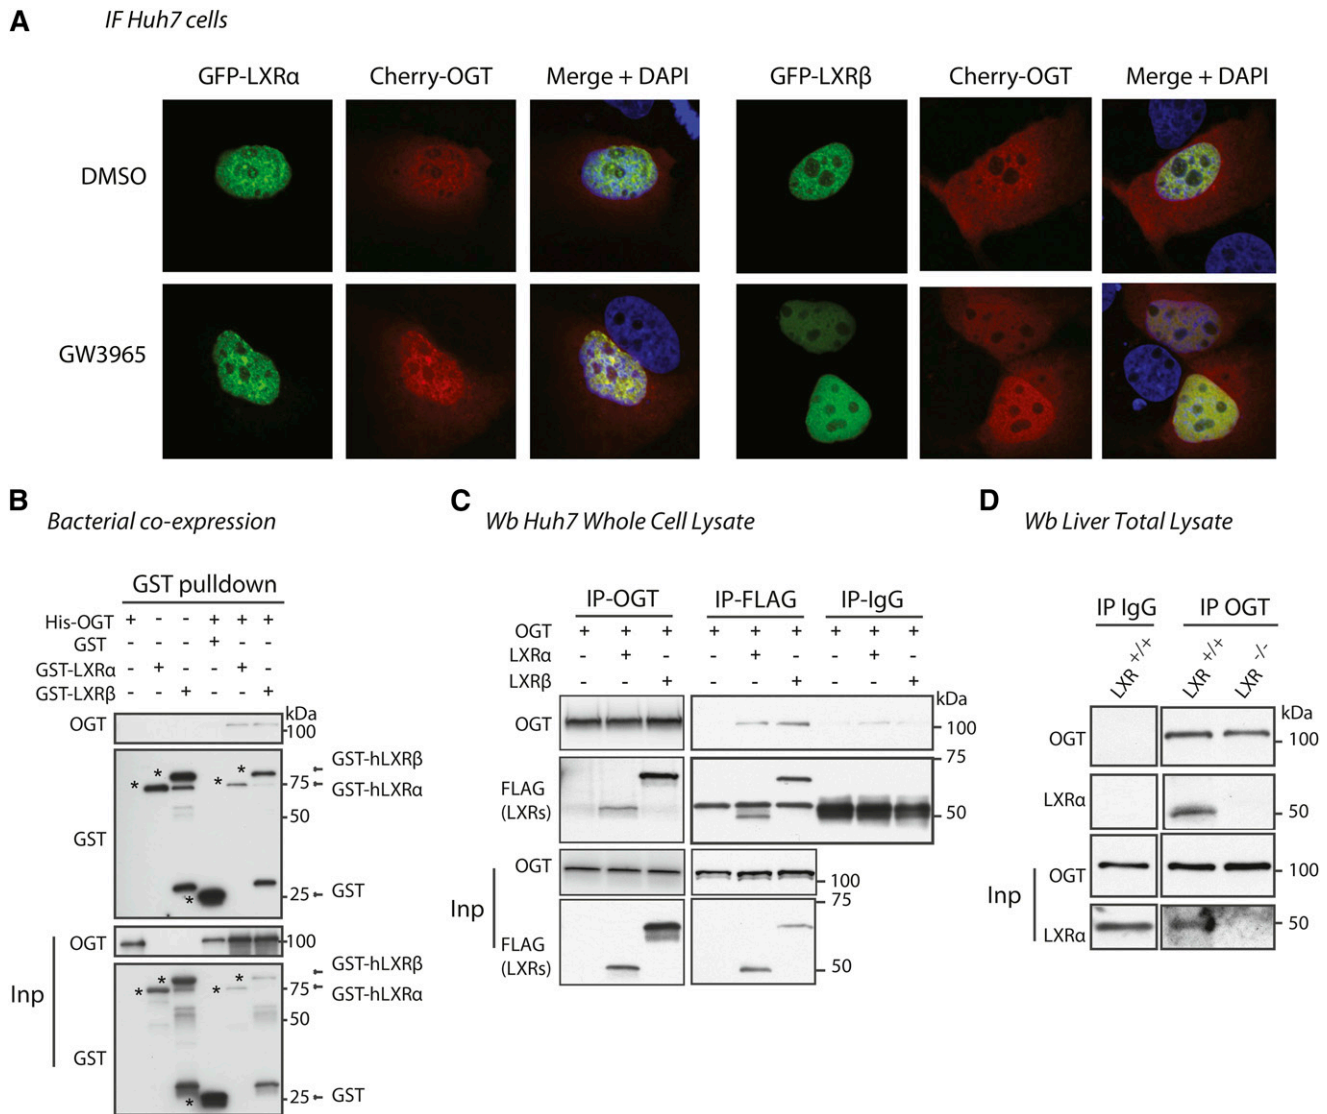 A
IF Huh7 cells
GFP-LXRα Cherry-OGT Merge + DAPI GFP-LXRβ Cherry-OGT Merge + DAPI
DMSO
GW3965
B
Bacterial co-expression
GST pulldown
His-OGT + - - + + +
GST - - - + - -
GST-LXRα - + - - + -
GST-LXRβ - - + - - +
kDa
OGT
100
GST-hLXRβ
* * * * 75 GST-hLXRα
50
GST
* 25 GST
Inp
OGT 100
GST-hLXRβ
* * * * 75 GST-hLXRα
50
GST
* 25 GST
C
Wb Huh7 Whole Cell Lysate
IP-OGT IP-FLAG IP-IgG
OGT + + + + + + + + +
LXRα - + - - + - - + -
LXRβ - - + - - + - - +
kDa
OGT 100
75
FLAG
(LXRs) 50
Inp
OGT 100
75
FLAG
(LXRs) 50
D
Wb Liver Total Lysate
IP IgG IP OGT
LXR +/+ LXR +/+ LXR -/-
kDa
OGT 100
LXRα 50
Inp
OGT 100
LXRα 50